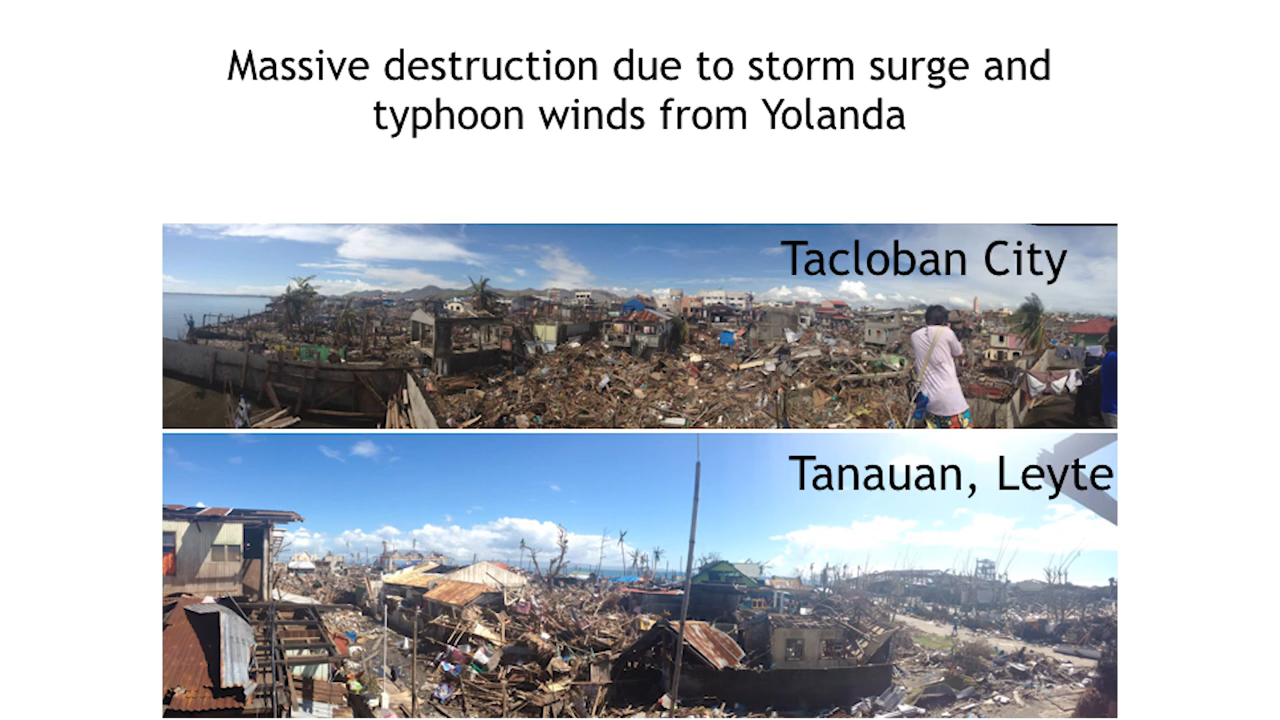 Massive destruction due to storm surge and
typhoon winds from Yolanda
Tacloban City
Tanauan, Leyte